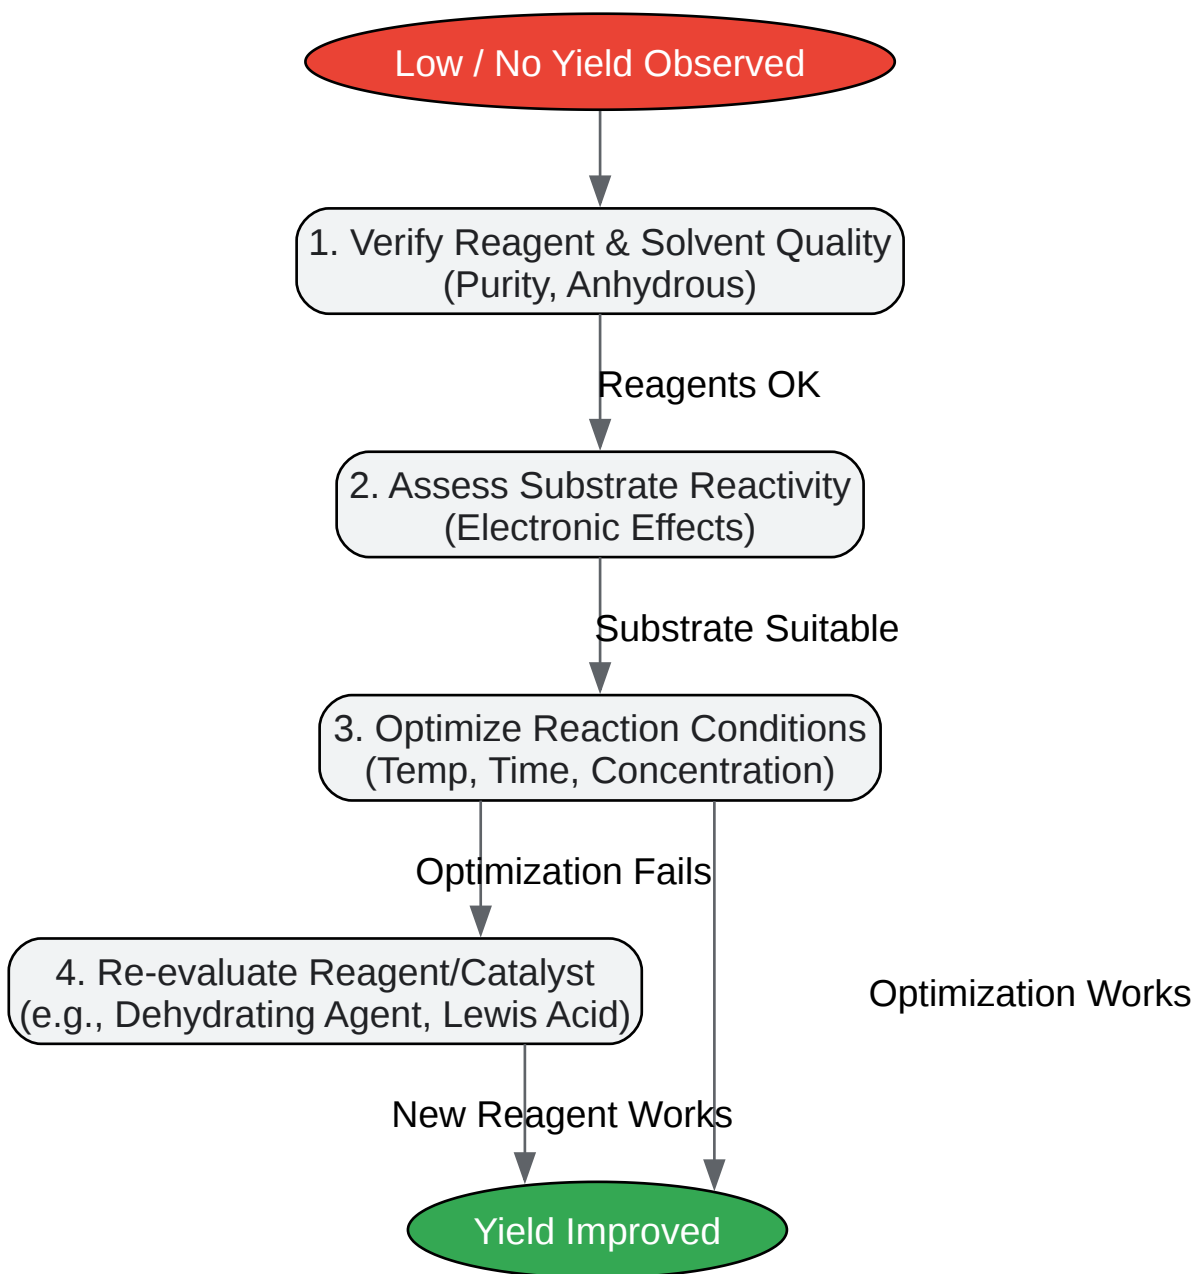 Low / No Yield Observed
1. Verify Reagent & Solvent Quality
(Purity, Anhydrous)
Reagents OK
2. Assess Substrate Reactivity
(Electronic Effects)
Substrate Suitable
3. Optimize Reaction Conditions
(Temp, Time, Concentration)
Optimization Fails
4. Re-evaluate Reagent/Catalyst
(e.g., Dehydrating Agent, Lewis Acid)
Optimization Works
New Reagent Works
Yield Improved